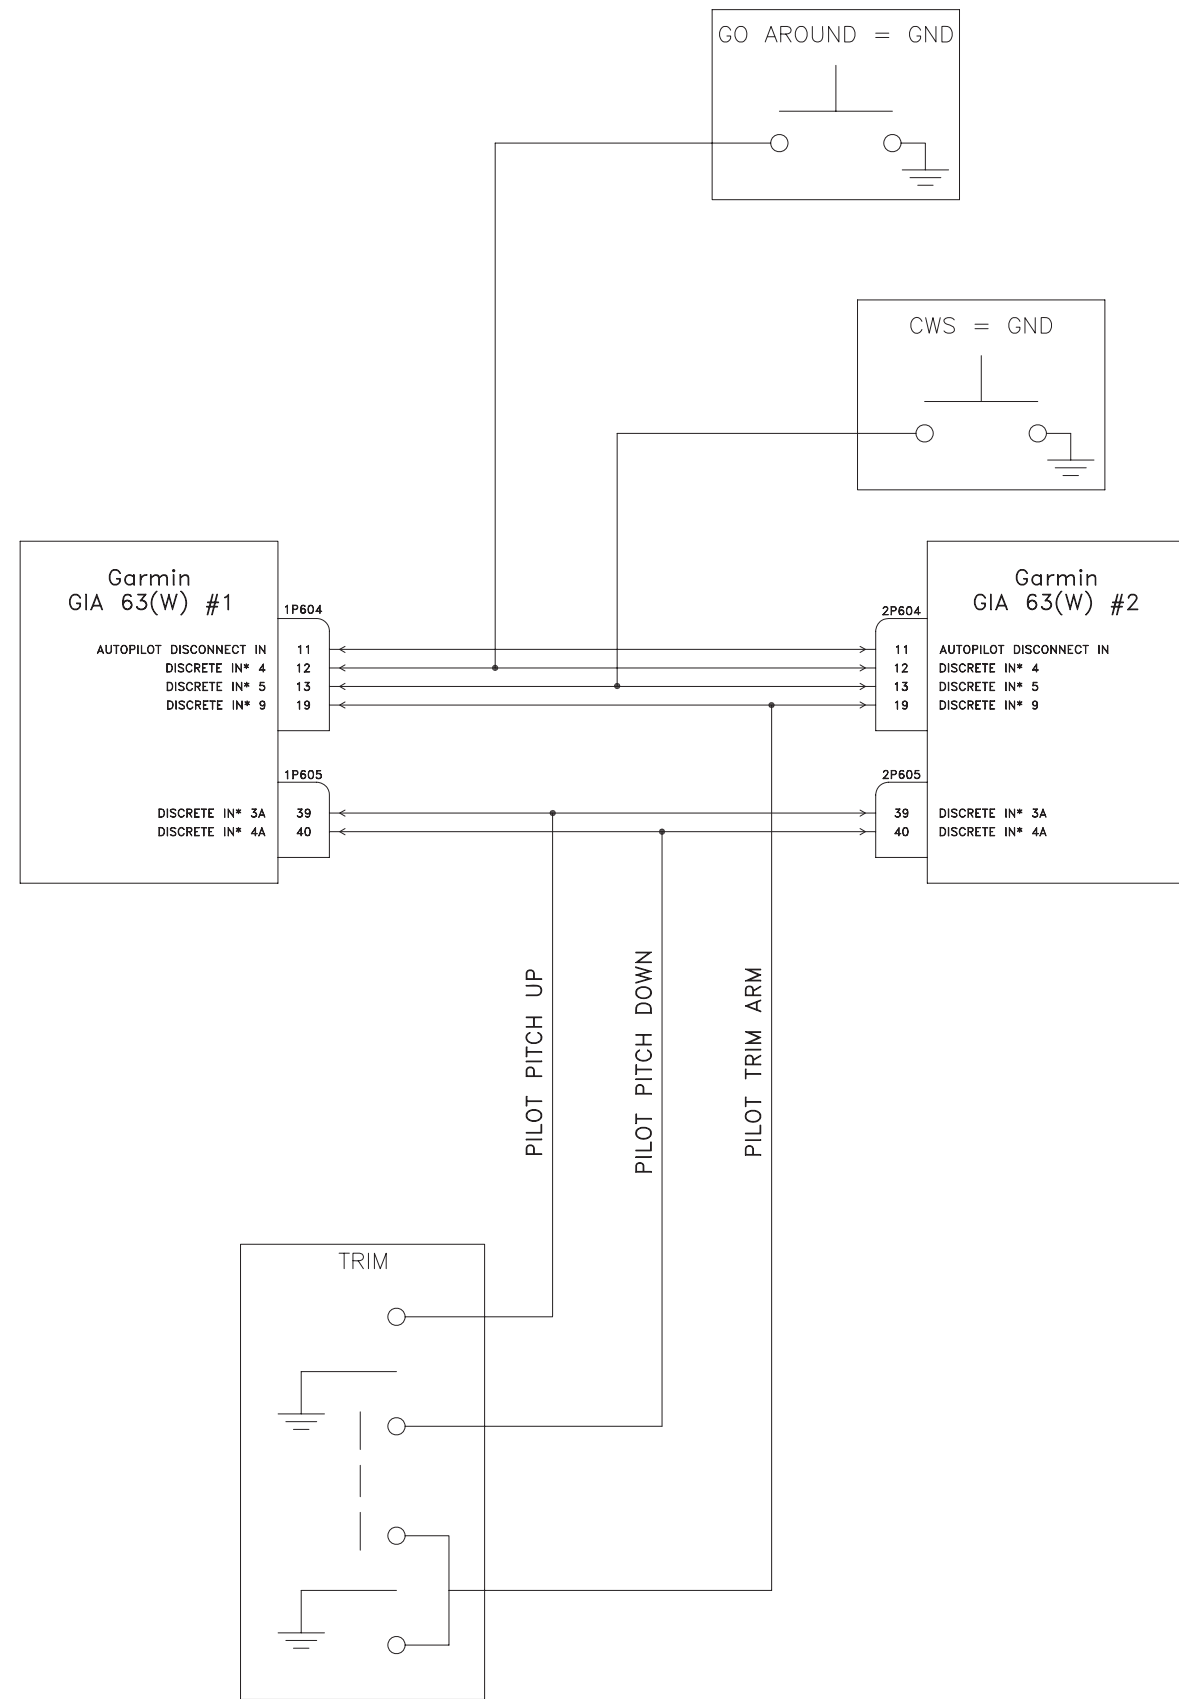 GO AROUND = GND
CWS = GND
Garmin
GIA 63(W) #1
1P604
AUTOPILOT DISCONNECT IN 11
DISCRETE IN* 4 12
DISCRETE IN* 5 13
DISCRETE IN* 9 19
1P605
DISCRETE IN* 3A 39
DISCRETE IN* 4A 40
Garmin
GIA 63(W) #2
2P604
11 AUTOPILOT DISCONNECT IN
12 DISCRETE IN* 4
13 DISCRETE IN* 5
19 DISCRETE IN* 9
2P605
39 DISCRETE IN* 3A
40 DISCRETE IN* 4A
PILOT PITCH UP
PILOT PITCH DOWN
PILOT TRIM ARM
TRIM